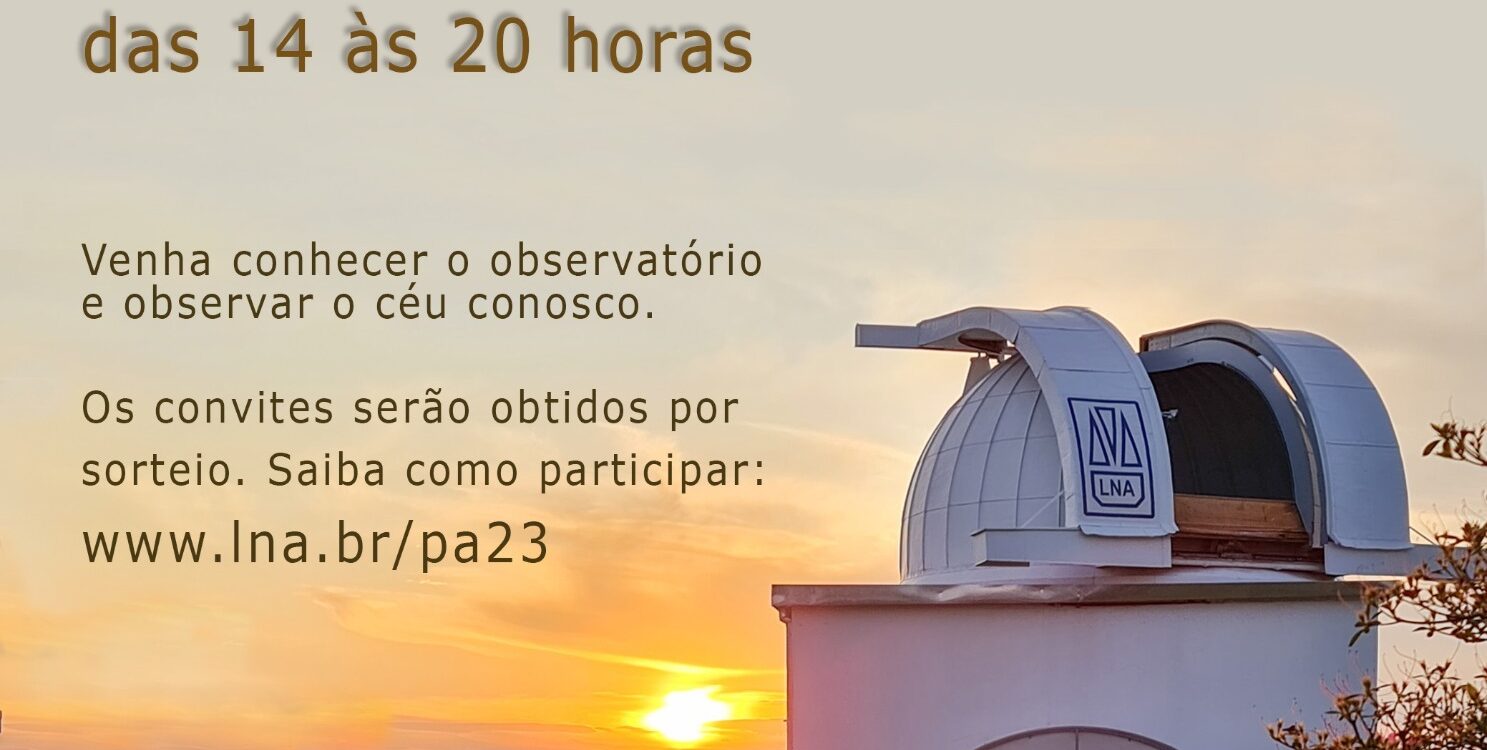 das 14 às 20 horas
Venha conhecer o observatório
e observar o céu conosco.
Os convites serão obtidos por
sorteio. Saiba como participar:
www.lna.br/pa23
LNA